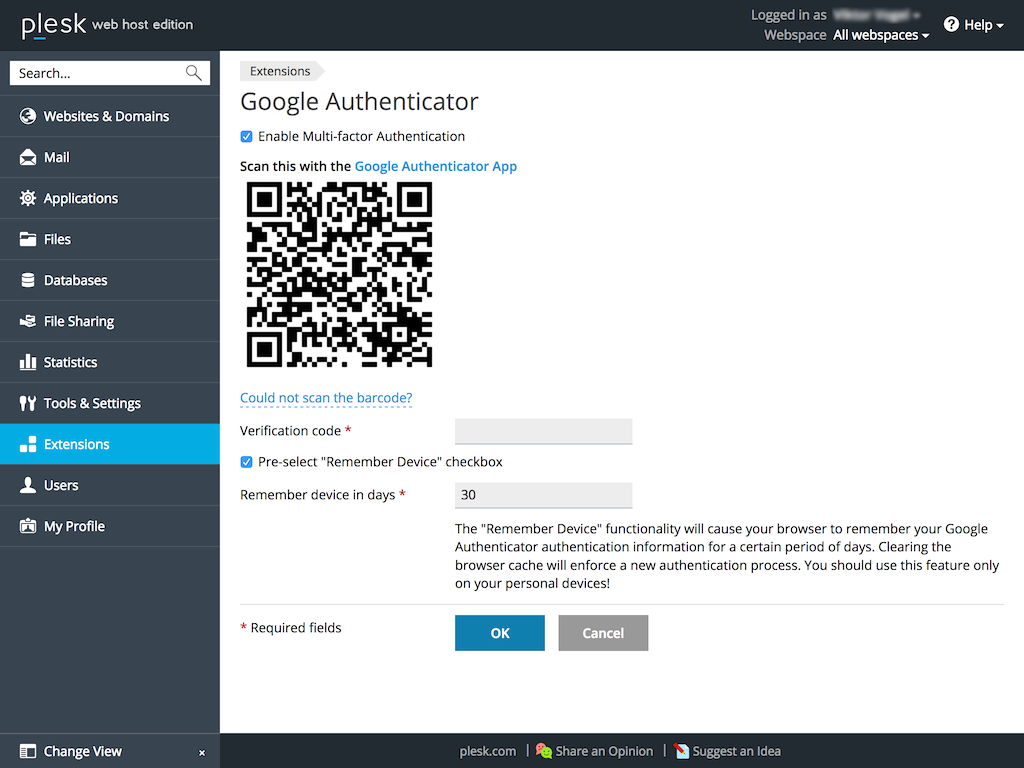 plesk web host edition
Logged in as
Webspace All webspaces
Help
Search...
Websites & Domains
Mail
Applications
Files
Databases
File Sharing
Statistics
Tools & Settings
Extensions
Users
My Profile
Change View ×
Extensions
Google Authenticator
Enable Multi-factor Authentication
Scan this with the Google Authenticator App
Could not scan the barcode?
Verification code *
Pre-select "Remember Device" checkbox
Remember device in days * 30
The "Remember Device" functionality will cause your browser to remember your Google
Authenticator authentication information for a certain period of days. Clearing the
browser cache will enforce a new authentication process. You should use this feature only
on your personal devices!
* Required fields
OK Cancel
plesk.com | Share an Opinion | Suggest an Idea